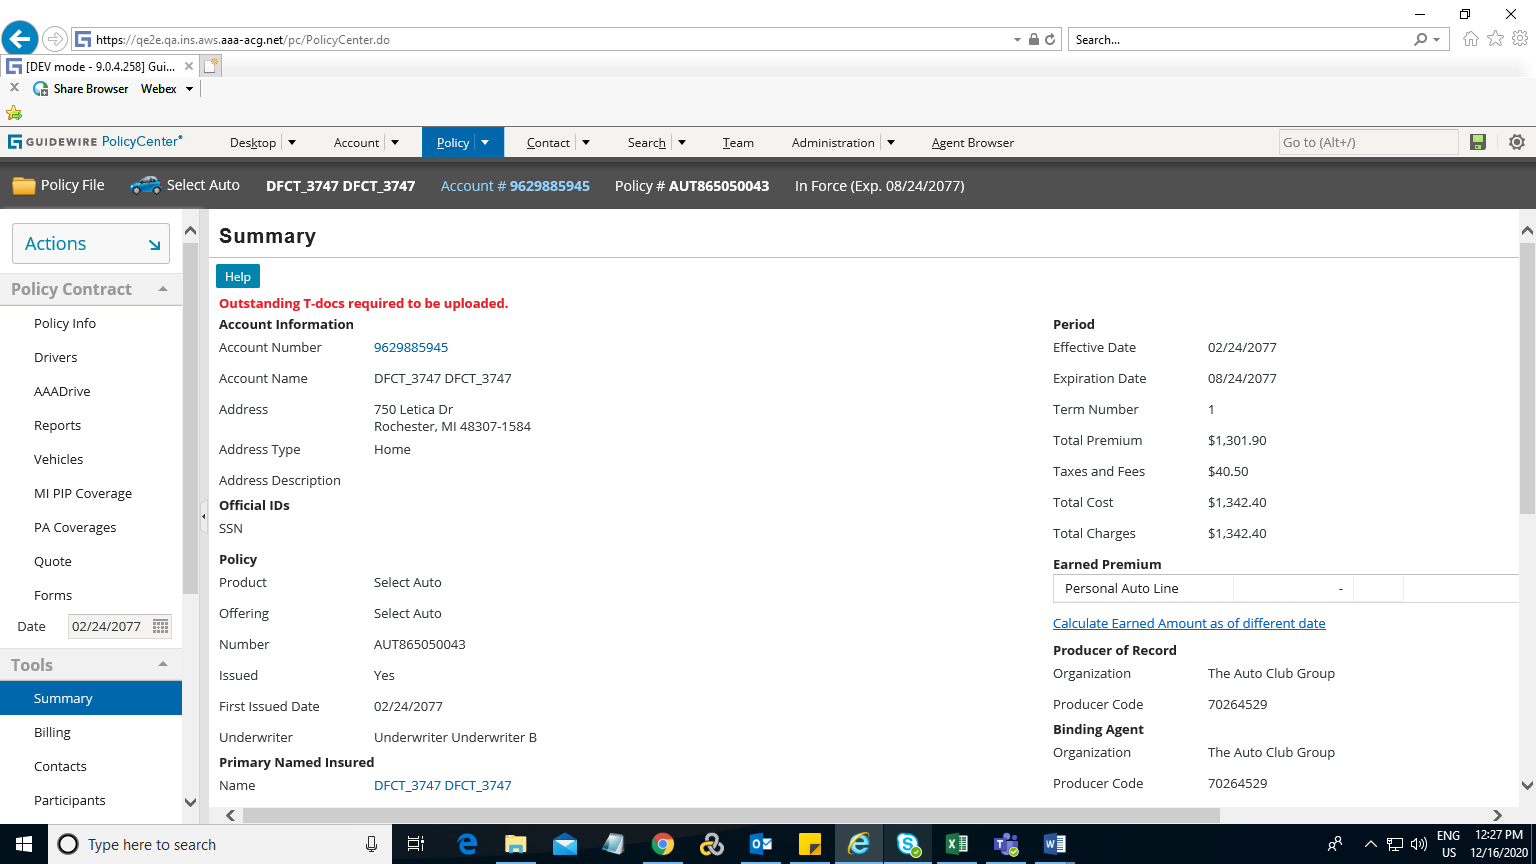 https://qe2e.qa.ins.aws.aaa-acg.net/pc/PolicyCenter.do
Search...
[DEV mode - 9.0.4.258] Gui...
x Share Browser Webex
GUIDEWIRE PolicyCenter®
Desktop Account Policy Contact Search Team Administration Agent Browser
Go to (Alt+/)
Policy File Select Auto DFCT_3747 DFCT_3747 Account # 9629885945 Policy # AUT865050043 In Force (Exp. 08/24/2077)
Actions
Policy Contract
Policy Info
Drivers
AAADrive
Reports
Vehicles
MI PIP Coverage
PA Coverages
Quote
Forms
Date 02/24/2077
Tools
Summary
Billing
Contacts
Participants
Summary
Help
Outstanding T-docs required to be uploaded.
Account Information
Account Number 9629885945
Account Name DFCT_3747 DFCT_3747
Address 750 Letica Dr
Rochester, MI 48307-1584
Address Type Home
Address Description
Official IDs
SSN
Policy
Product Select Auto
Offering Select Auto
Number AUT865050043
Issued Yes
First Issued Date 02/24/2077
Underwriter Underwriter Underwriter B
Primary Named Insured
Name DFCT_3747 DFCT_3747
Period
Effective Date 02/24/2077
Expiration Date 08/24/2077
Term Number 1
Total Premium $1,301.90
Taxes and Fees $40.50
Total Cost $1,342.40
Total Charges $1,342.40
Earned Premium
Personal Auto Line -
Calculate Earned Amount as of different date
Producer of Record
Organization The Auto Club Group
Producer Code 70264529
Binding Agent
Organization The Auto Club Group
Producer Code 70264529
Type here to search
ENG
US
12:27 PM
12/16/2020